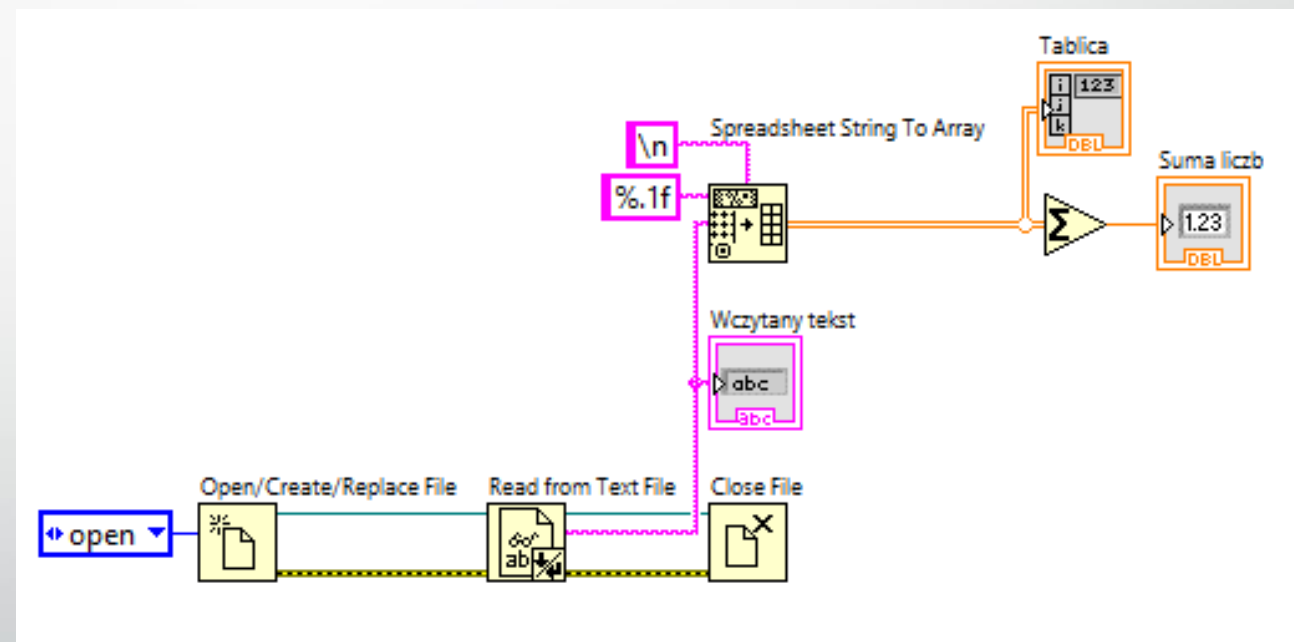 Tablica
i 123
j
k
DBL
Spreadsheet String To Array
\n
%.1f
Suma liczb
Σ
1.23
DBL
Wczytany tekst
abc
abc
Open/Create/Replace File
Read from Text File
Close File
open
ab